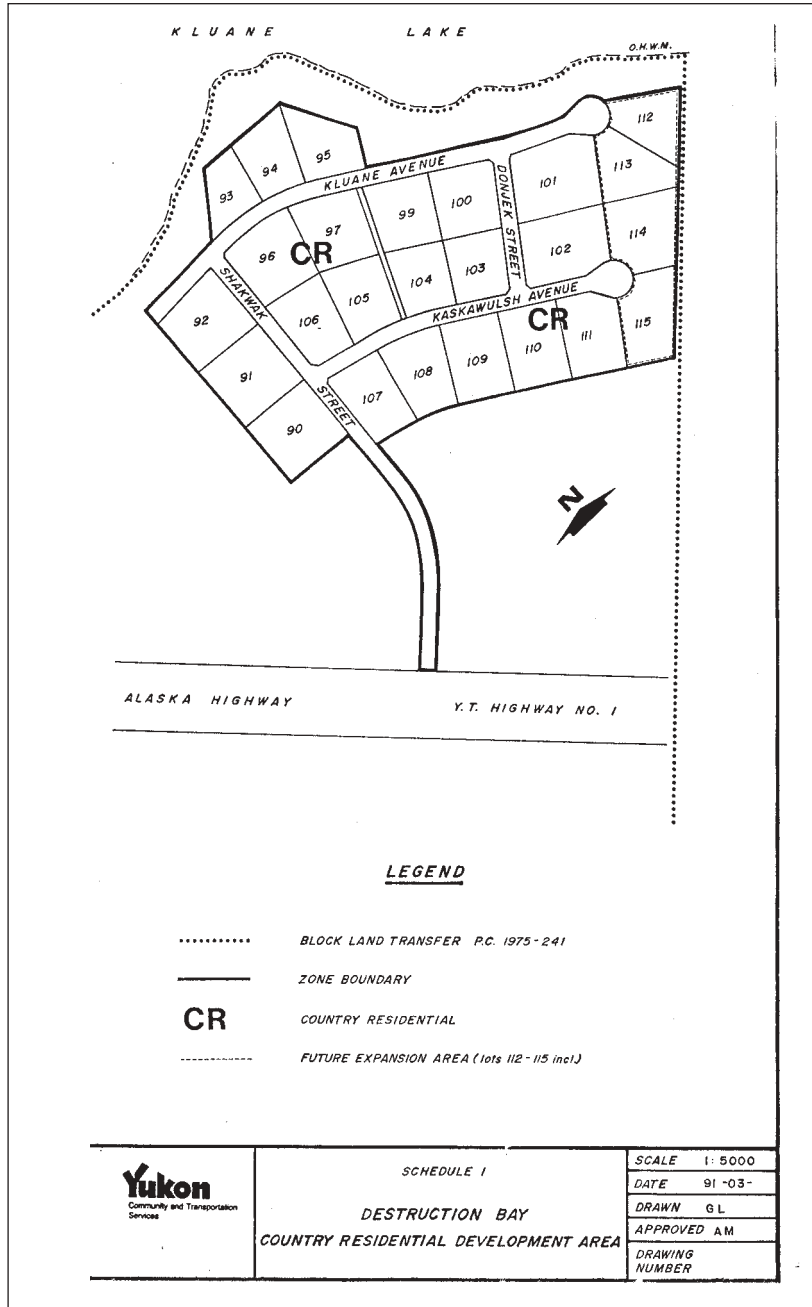 KLUANE LAKE
O.H.W.M.
112
95
94
113
93
KLUANE AVENUE
101
DONJEK STREET
100
99
97
96
CR
114
102
103
104
105
SHAKWAK STREET
KASKAWULSH AVENUE
CR
92
106
115
111
110
109
108
107
91
90
N
ALASKA HIGHWAY
Y.T. HIGHWAY NO. 1
LEGEND
BLOCK LAND TRANSFER P.C. 1975-241
ZONE BOUNDARY
CR COUNTRY RESIDENTIAL
FUTURE EXPANSION AREA (lots 112-115 incl.)
Yukon
Community and Transportation
Services
SCHEDULE 1
DESTRUCTION BAY
COUNTRY RESIDENTIAL DEVELOPMENT AREA
SCALE 1:5000
DATE 91-03-
DRAWN GL
APPROVED AM
DRAWING
NUMBER